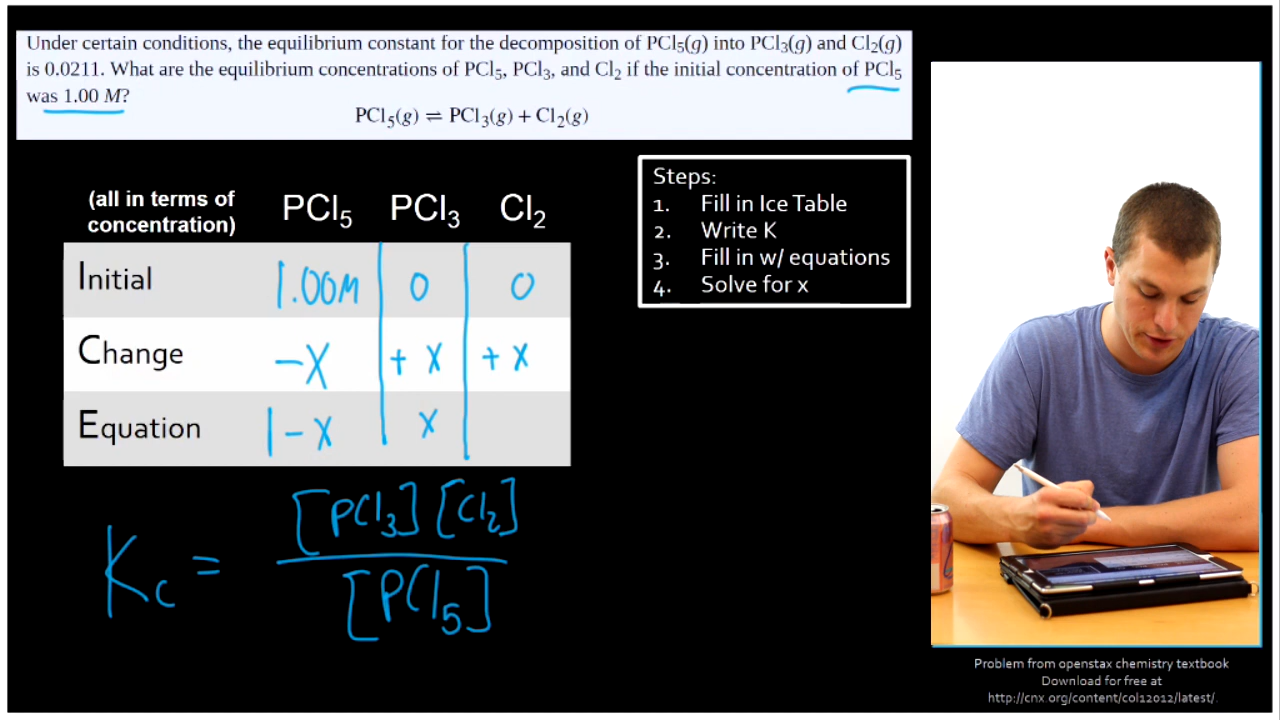 Under certain conditions, the equilibrium constant for the decomposition of PCl₅(g) into PCl₃(g) and Cl₂(g)
is 0.0211. What are the equilibrium concentrations of PCl₅, PCl₃, and Cl₂ if the initial concentration of PCl₅
was 1.00 M?
PCl₅(g) ⇌ PCl₃(g) + Cl₂(g)
(all in terms of
concentration) PCl₅ PCl₃ Cl₂
Initial 1.00M 0 0
Change -X + X + X
Equation 1-X X
Kc = [PCl₃][Cl₂]
[PCl₅]
Steps:
1. Fill in Ice Table
2. Write K
3. Fill in w/ equations
4. Solve for x
Problem from openstax chemistry textbook
Download for free at
http://cnx.org/content/col12012/latest/.